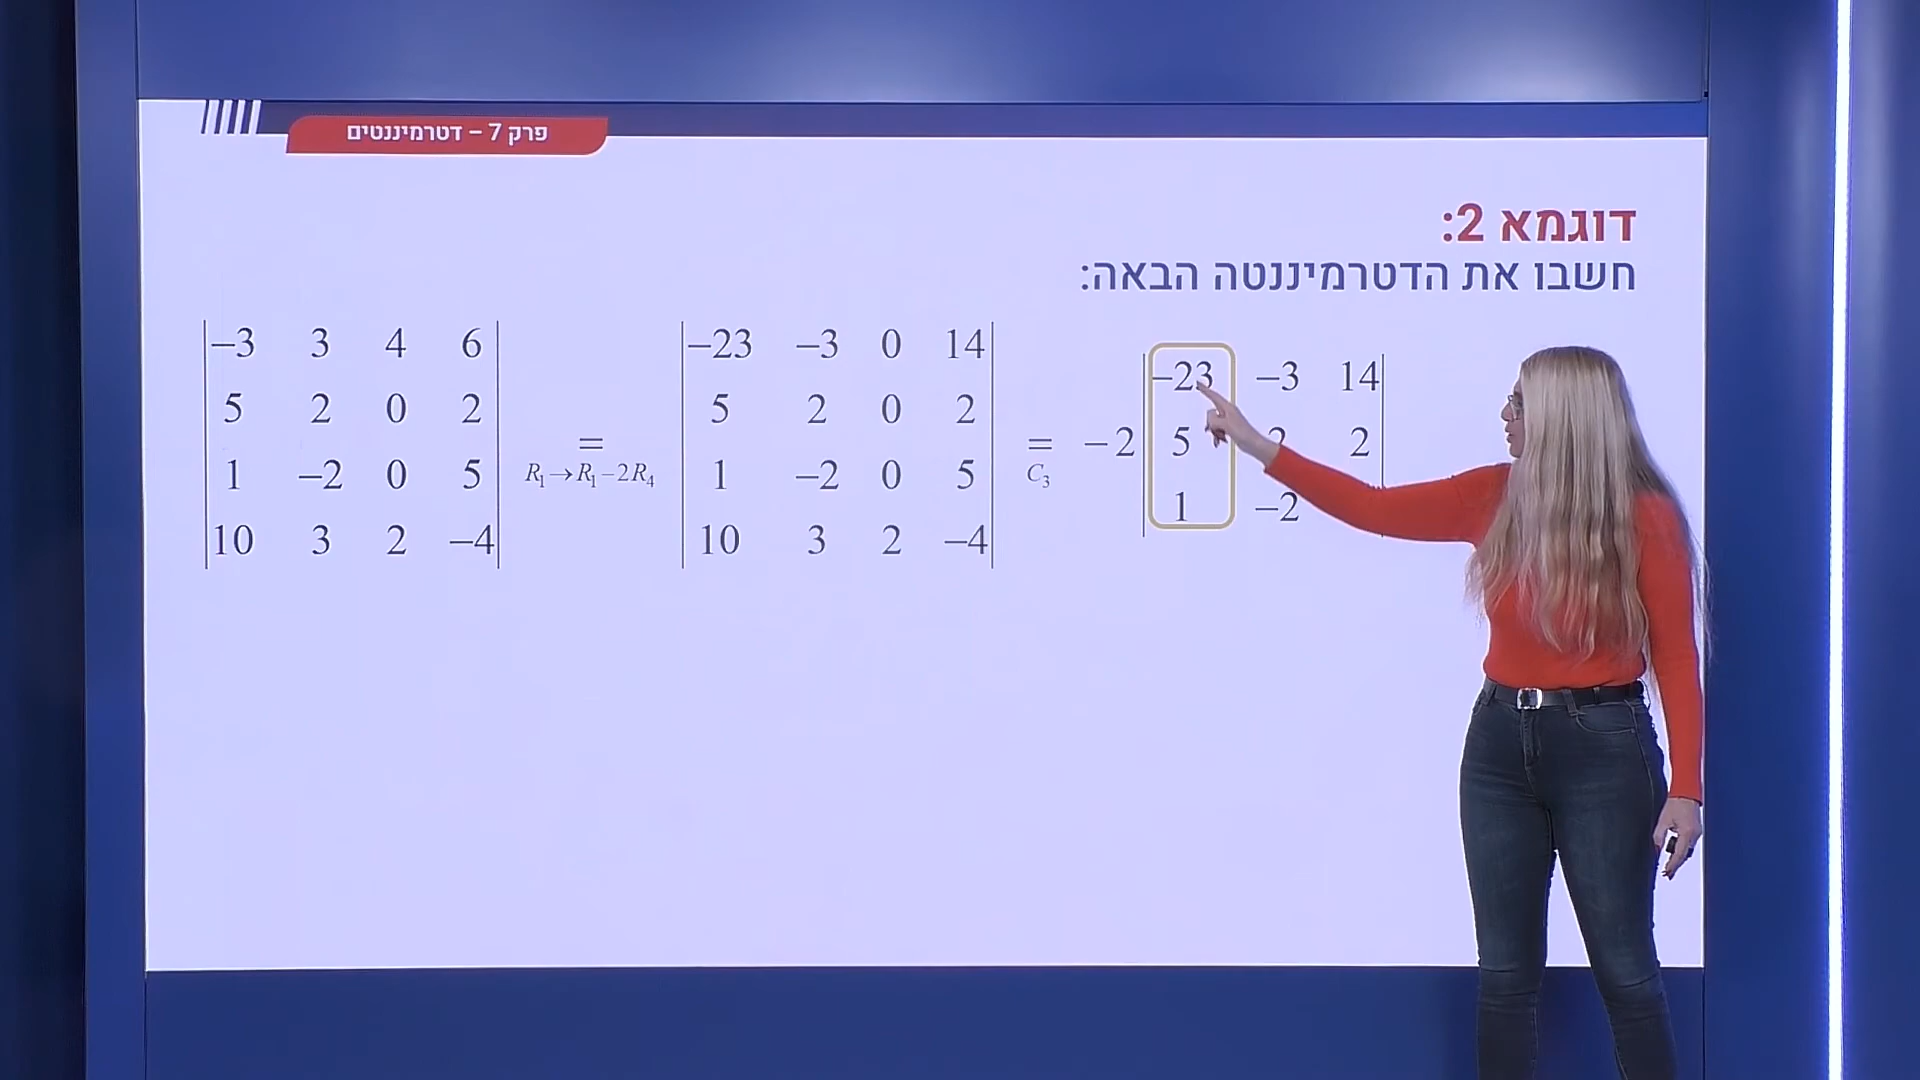 פרק 7 – דטרמיננטים
דוגמא 2:
חשבו את הדטרמיננטה הבאה:
|−3 3 4 6|
|5 2 0 2|
|1 −2 0 5|
|10 3 2 −4|
=
R₁→R₁−2R₄
|−23 −3 0 14|
|5 2 0 2|
|1 −2 0 5|
|10 3 2 −4|
=
C₃
−2
|−23 −3 14|
|5 2 2|
|1 −2